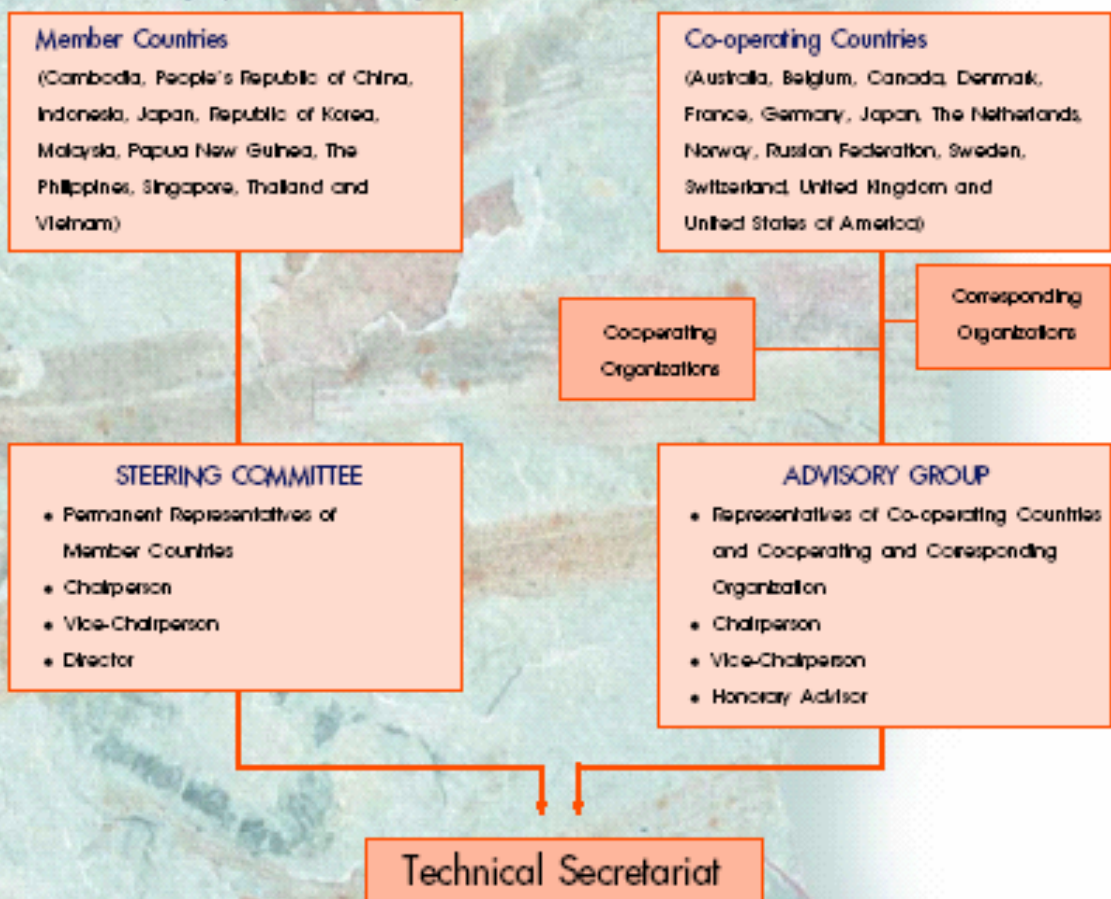 Member Countries
(Cambodia, People's Republic of China,
Indonesia, Japan, Republic of Korea,
Malaysia, Papua New Guinea, The
Philippines, Singapore, Thailand and
Vietnam)
Co-operating Countries
(Australia, Belgium, Canada, Denmark,
France, Germany, Japan, The Netherlands,
Norway, Russian Federation, Sweden,
Switzerland, United Kingdom and
United States of America)
Cooperating
Organizations
Corresponding
Organizations
STEERING COMMITTEE
• Permanent Representatives of
Member Countries
• Chairperson
• Vice-Chairperson
• Director
ADVISORY GROUP
• Representatives of Co-operating Countries
and Cooperating and Corresponding
Organization
• Chairperson
• Vice-Chairperson
• Honorary Advisor
Technical Secretariat